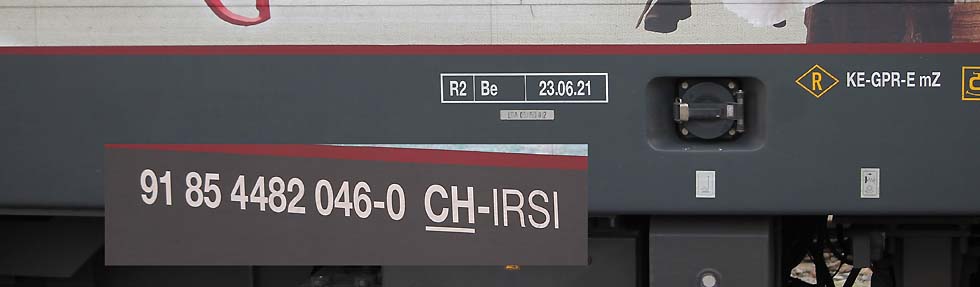 R2 Be 23.06.21
R
KE-GPR-E mZ
91 85 4482 046-0 CH-IRSI